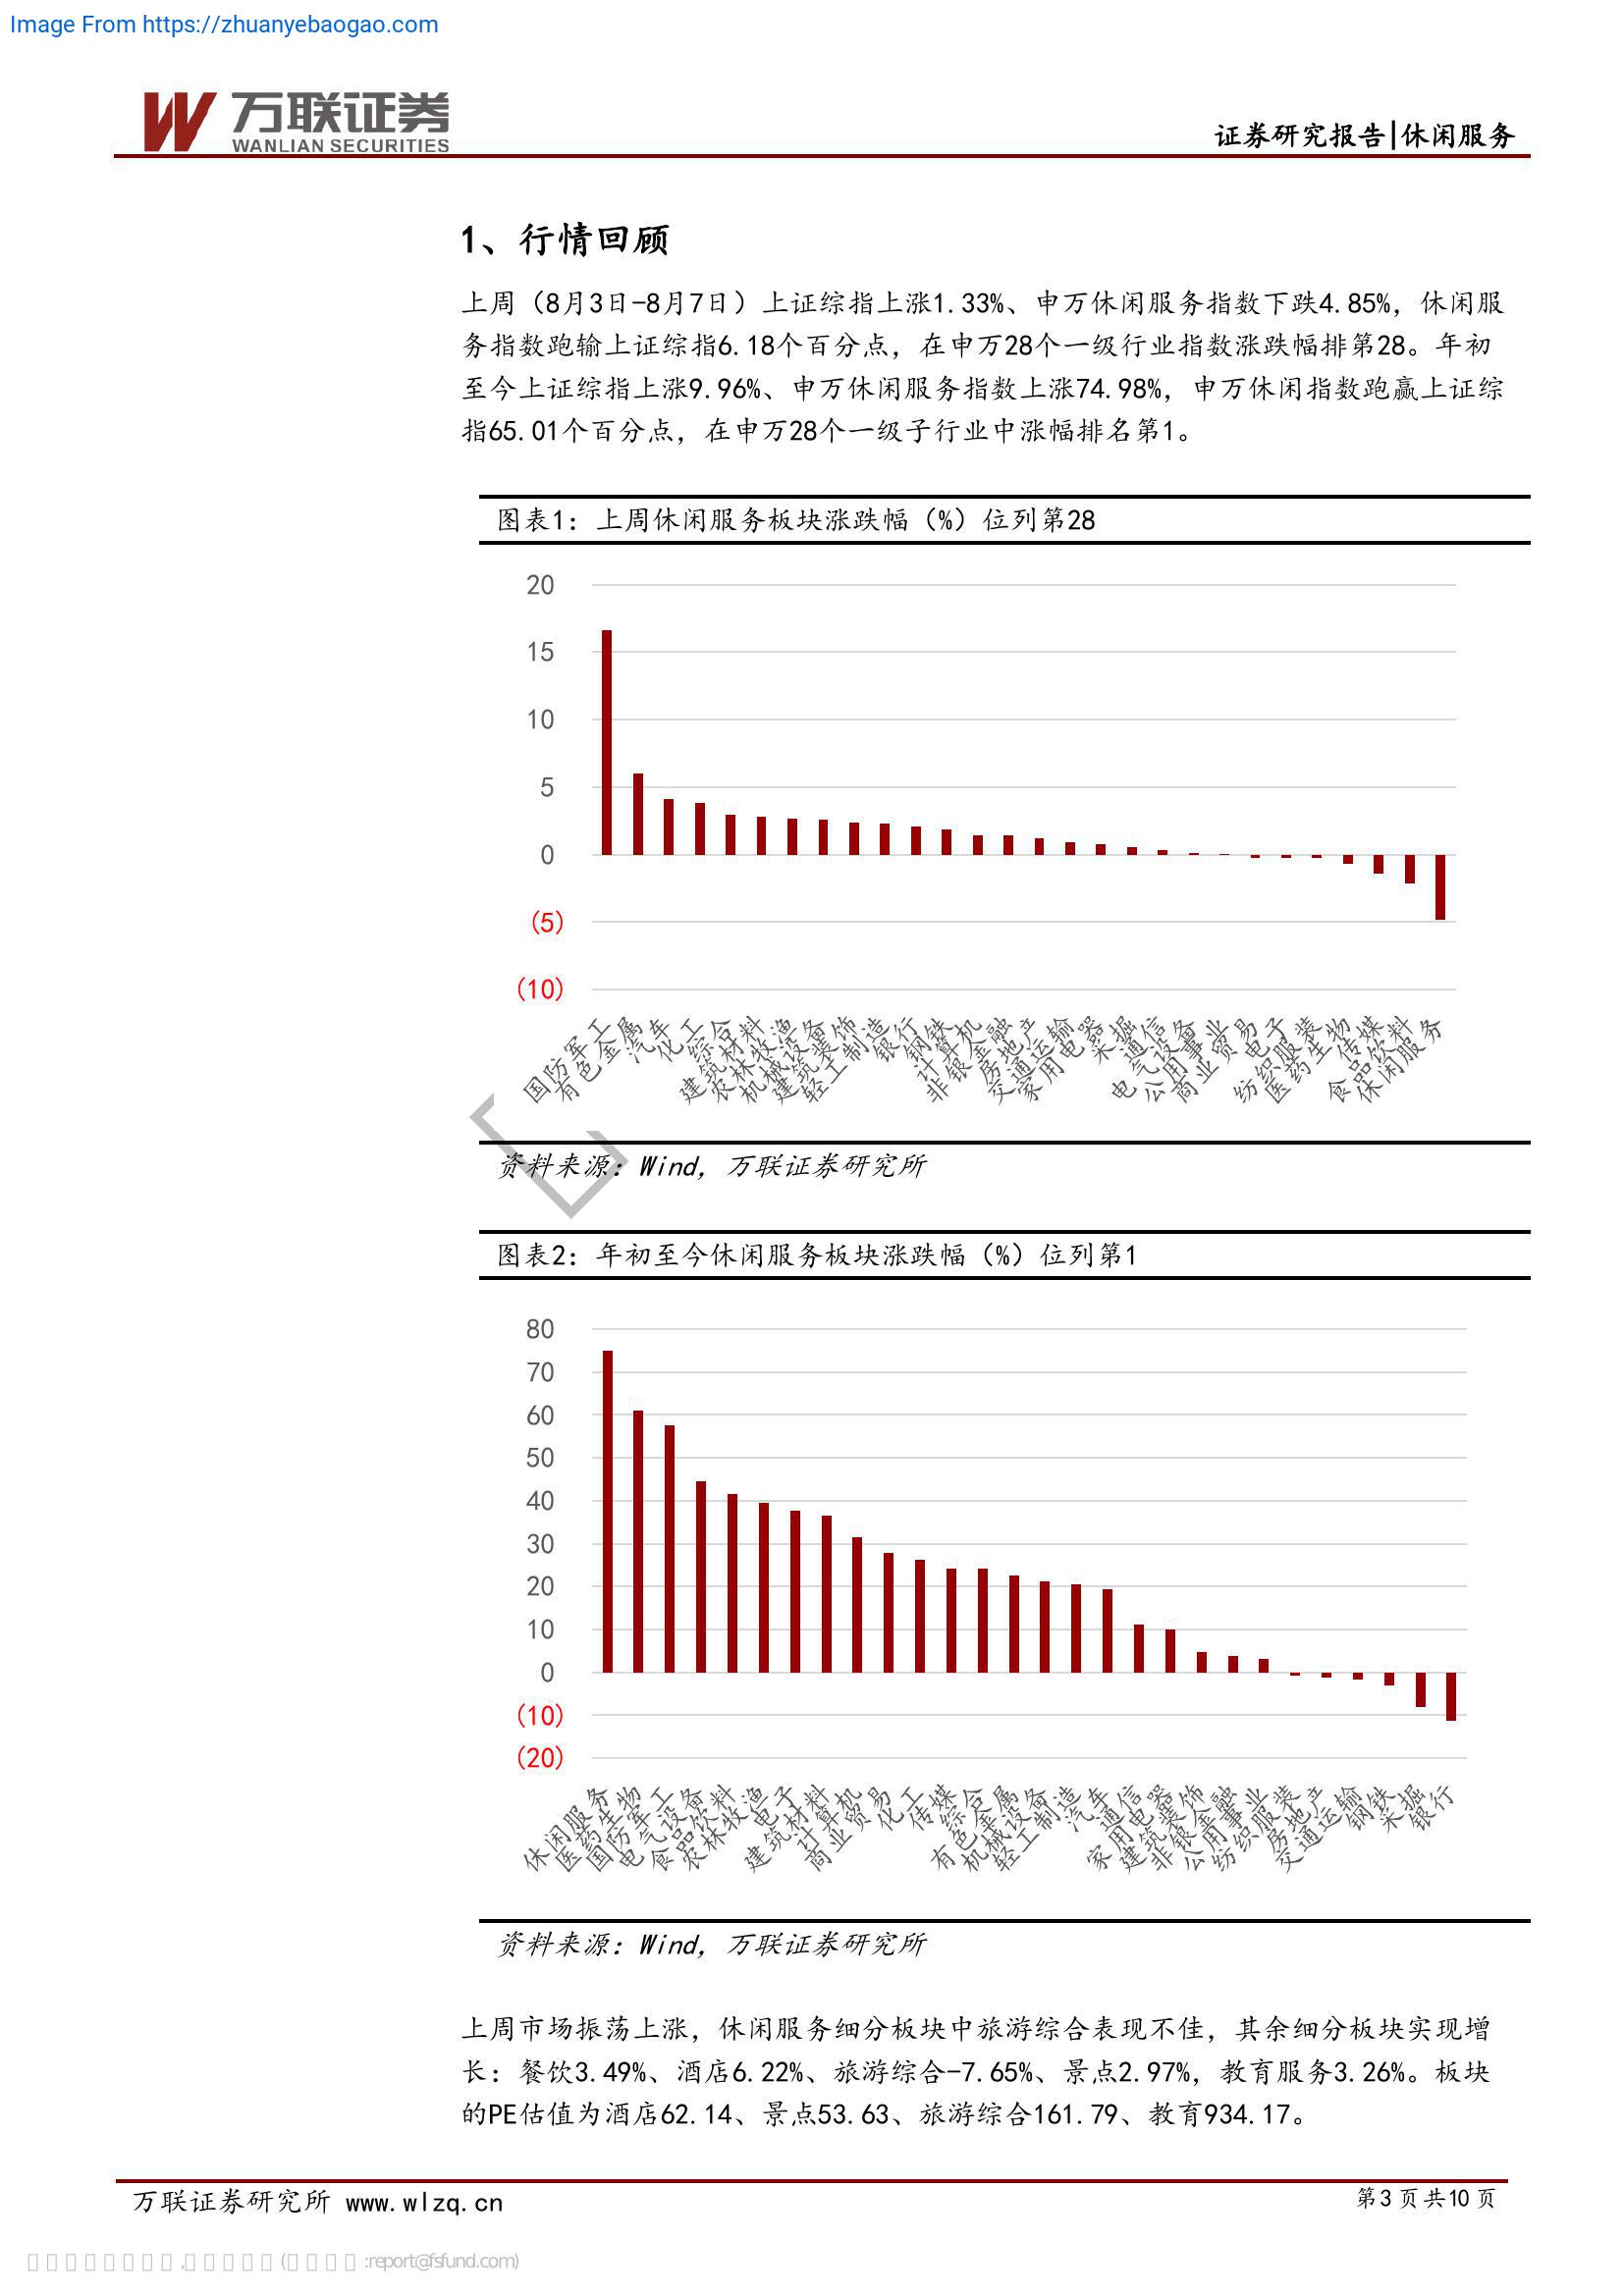 Image From https://zhuanyebaogao.com
万联证券
WANLIAN SECURITIES
证券研究报告|休闲服务
1、行情回顾
上周（8月3日-8月7日）上证综指上涨1.33%、申万休闲服务指数下跌4.85%，休闲服
务指数跑输上证综指6.18个百分点，在申万28个一级行业指数涨跌幅排第28。年初
至今上证综指上涨9.96%、申万休闲服务指数上涨74.98%，申万休闲指数跑赢上证综
指65.01个百分点，在申万28个一级子行业中涨幅排名第1。
图表1：上周休闲服务板块涨跌幅（%）位列第28
20
15
10
5
0
(5)
(10)
国防军工
有色金属
汽车
化工
综合
建筑材料
农林牧渔
机械设备
建筑装饰
轻工制造
银行
钢铁
计算机
非银金融
房地产
交通运输
家用电器
采掘
通信
电气设备
公用事业
商业贸易
电子
纺织服装
医药生物
传媒
食品饮料
休闲服务
资料来源：Wind，万联证券研究所
图表2：年初至今休闲服务板块涨跌幅（%）位列第1
80
70
60
50
40
30
20
10
0
(10)
(20)
休闲服务
医药生物
国防军工
电气设备
食品饮料
农林牧渔
电子
建筑材料
计算机
商业贸易
化工
传媒
综合
有色金属
机械设备
轻工制造
汽车
通信
家用电器
建筑装饰
非银金融
公用事业
纺织服装
房地产
交通运输
钢铁
采掘
银行
资料来源：Wind，万联证券研究所
上周市场振荡上涨，休闲服务细分板块中旅游综合表现不佳，其余细分板块实现增
长：餐饮3.49%、酒店6.22%、旅游综合-7.65%、景点2.97%，教育服务3.26%。板块
的PE估值为酒店62.14、景点53.63、旅游综合161.79、教育934.17。
万联证券研究所 www.wlzq.cn
第3页共10页
:report@fsfund.com)